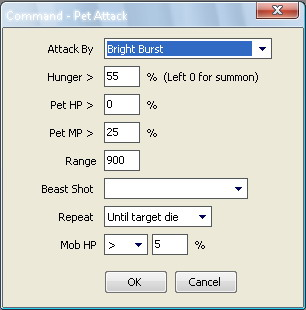 Command - Pet Attack
Attack By Bright Burst
Hunger > 55 % (Left 0 for summon)
Pet HP > 0 %
Pet MP > 25 %
Range 900
Beast Shot
Repeat Until target die
Mob HP > 5 %
OK Cancel